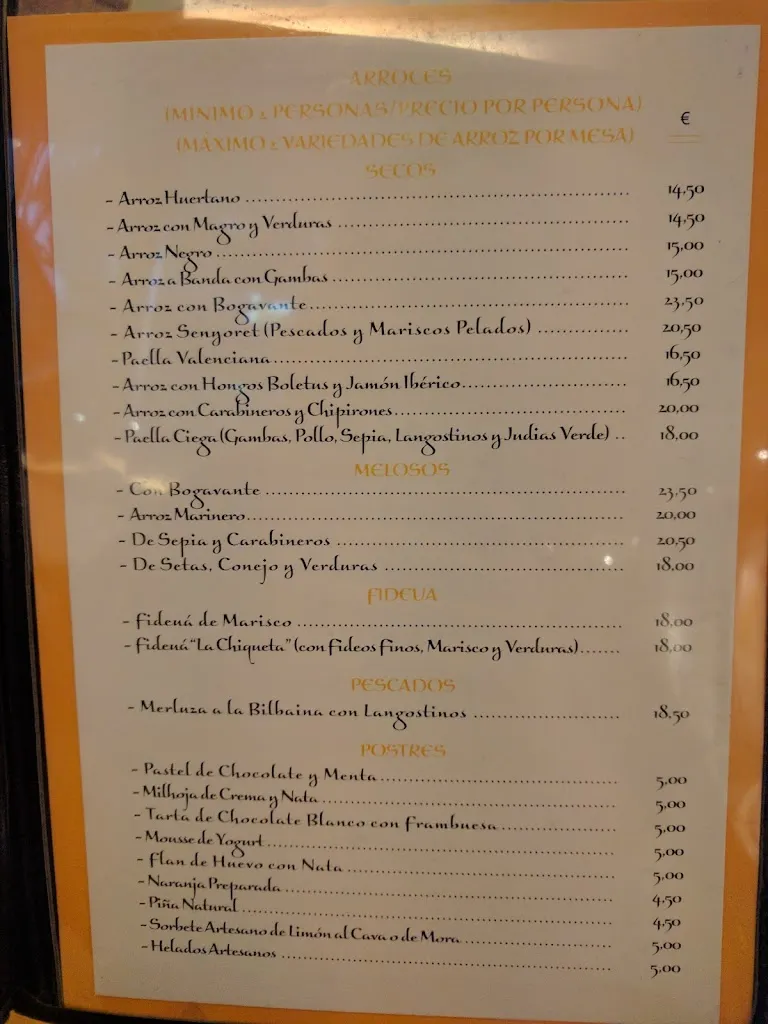 ARROCES
(MINIMO 2 PERSONAS/PRECIO POR PERSONA)
€
(MAXIMO 2 VARIEDADES DE ARROZ POR MESA)
SECOS
- Arroz Huertano ........ 14,50
- Arroz con Magro y Verduras ........ 14,50
- Arroz Negro ........ 15,00
- Arroz a Banda con Gambas ........ 15,00
- Arroz con Bogavante ........ 23,50
- Arroz Senyoret (Pescados y Mariscos Pelados) ........ 20,50
- Paella Valenciana ........ 16,50
- Arroz con Hongos Boletus y Jamón Ibérico ........ 16,50
- Arroz con Carabineros y Chipirones ........ 20,00
- Paella Ciega (Gambas, Pollo, Sepia, Langostinos y Judias Verde) .. 18,00
MELOSOS
- Con Bogavante ........ 23,50
- Arroz Marinero ........ 20,00
- De Sepia y Carabineros ........ 20,50
- De Setas, Conejo y Verduras ........ 18,00
FIDEUA
- Fideuá de Marisco ........ 18,00
- Fideuá "La Chiqueta" (con Fideos Finos, Marisco y Verduras) ....... 18,00
PESCADOS
- Merluza a la Bilbaina con Langostinos ........ 18,50
POSTRES
- Pastel de Chocolate y Menta ........ 5,00
- Milhoja de Crema y Nata ........ 5,00
- Tarta de Chocolate Blanco con Frambuesa ........ 5,00
- Mousse de Yogurt ........ 5,00
- Flan de Huevo con Nata ........ 5,00
- Naranja Preparada ........ 4,50
- Piña Natural ........ 4,50
- Sorbete Artesano de Limón al Cava o de Mora ........ 5,00
- Helados Artesanos ........ 5,00